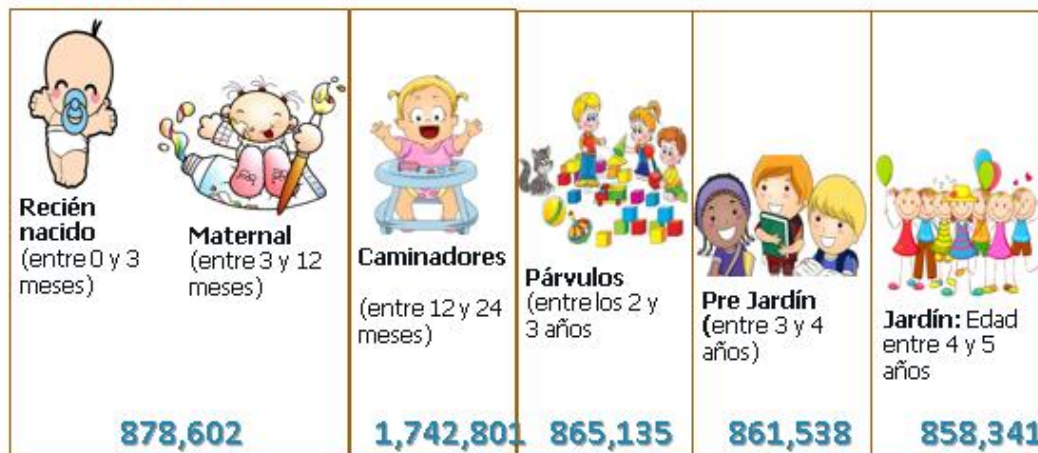 Recién
nacido
(entre 0 y 3
meses)
Maternal
(entre 3 y 12
meses)
878,602
Caminadores
(entre 12 y 24
meses)
1,742,801
Párvulos
(entre los 2 y
3 años
865,135
Pre Jardín
(entre 3 y 4
años)
861,538
Jardín: Edad
entre 4 y 5
años
858,341